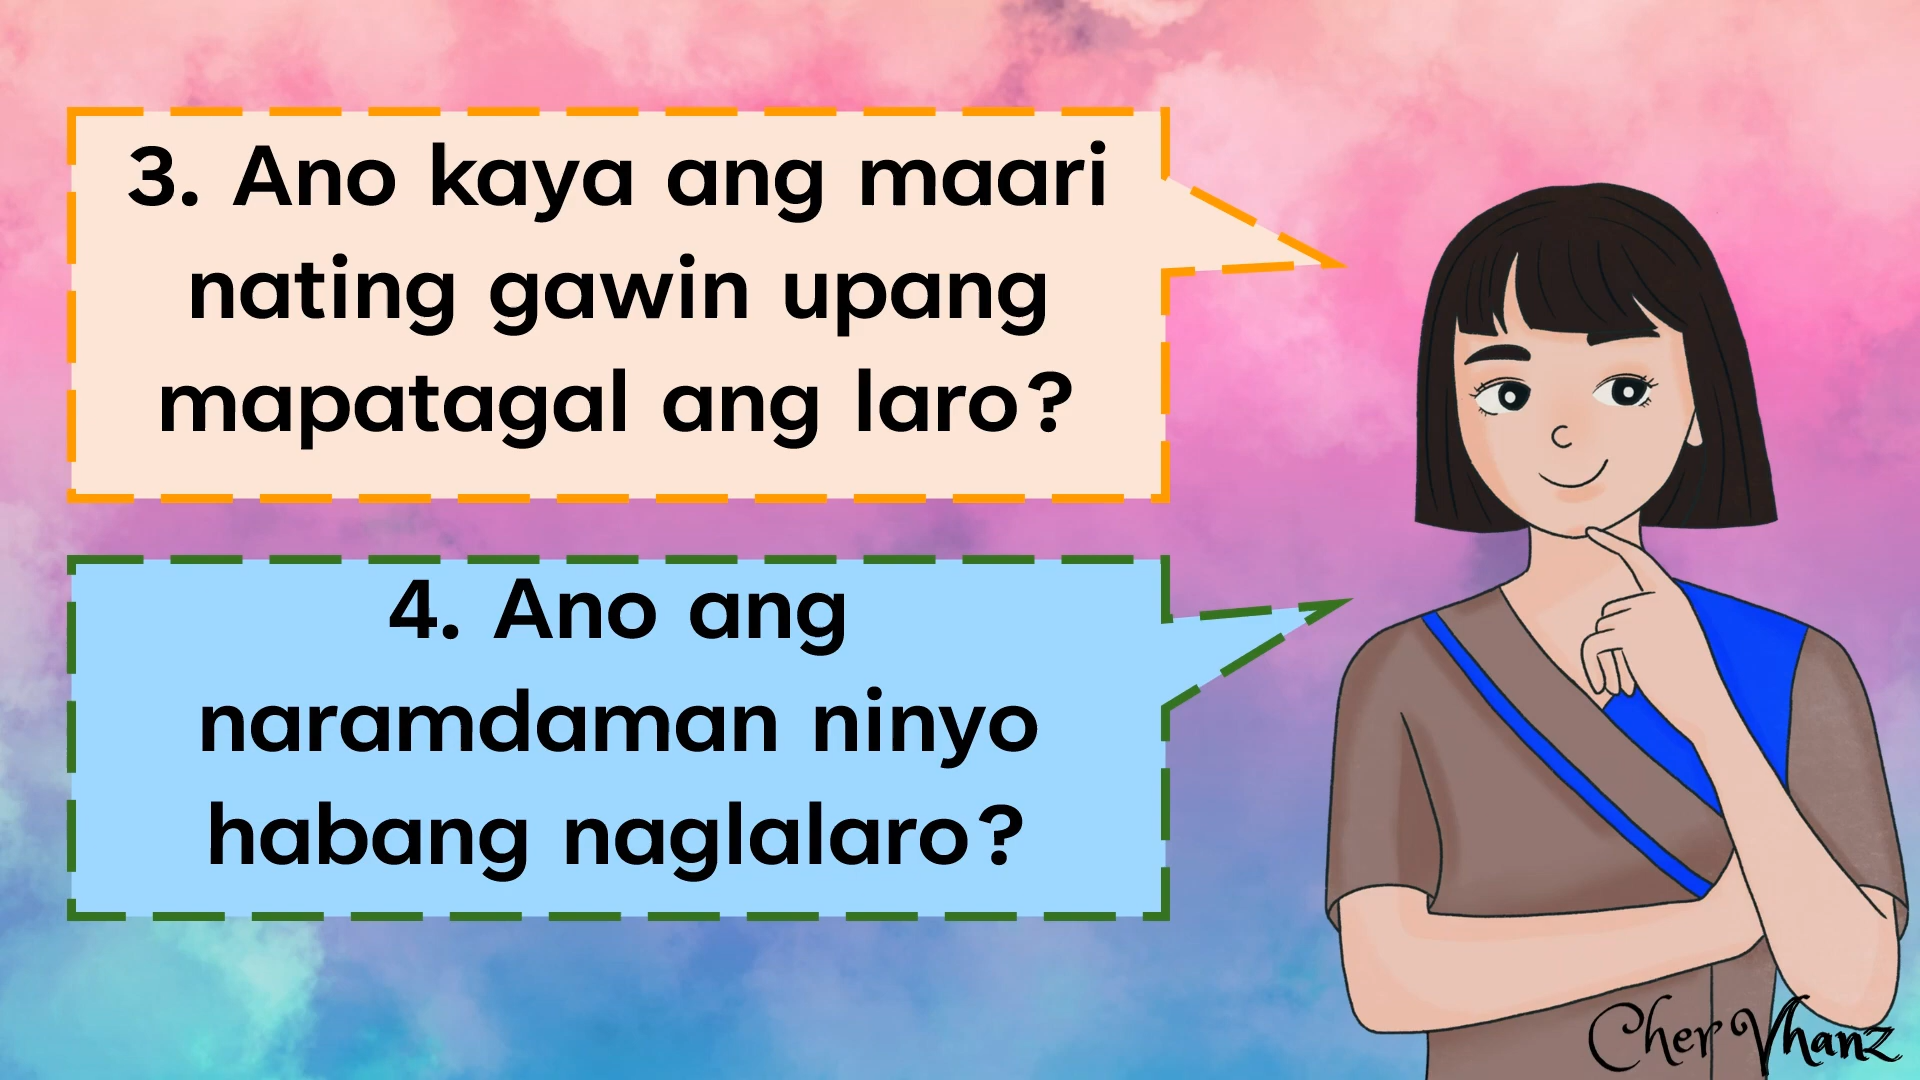 3. Ano kaya ang maari
nating gawin upang
mapatagal ang laro?
4. Ano ang
naramdaman ninyo
habang naglalaro?
Cher Vhanz